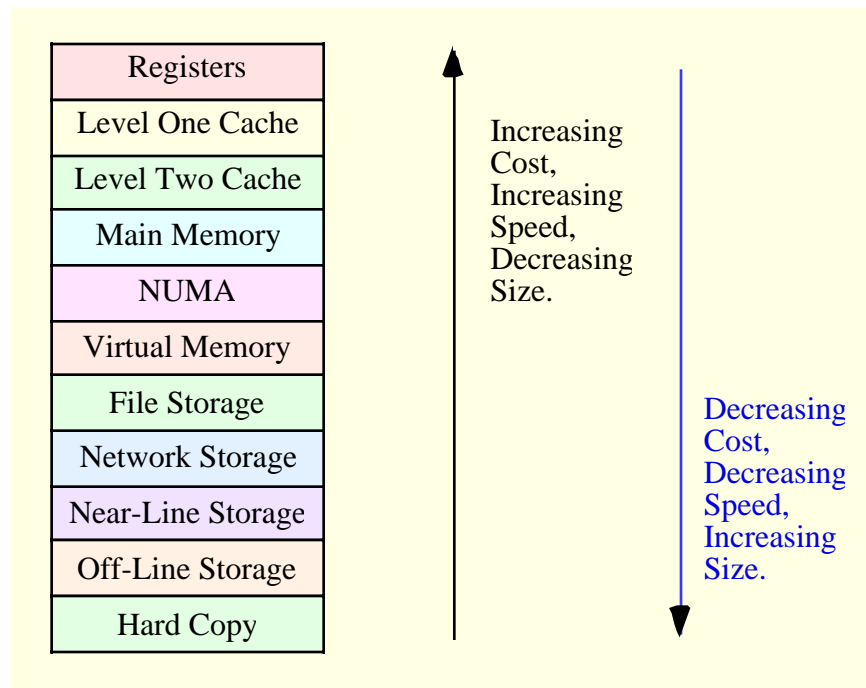 Registers
Level One Cache
Level Two Cache
Main Memory
NUMA
Virtual Memory
File Storage
Network Storage
Near-Line Storage
Off-Line Storage
Hard Copy
Increasing
Cost,
Increasing
Speed,
Decreasing
Size.
Decreasing
Cost,
Decreasing
Speed,
Increasing
Size.